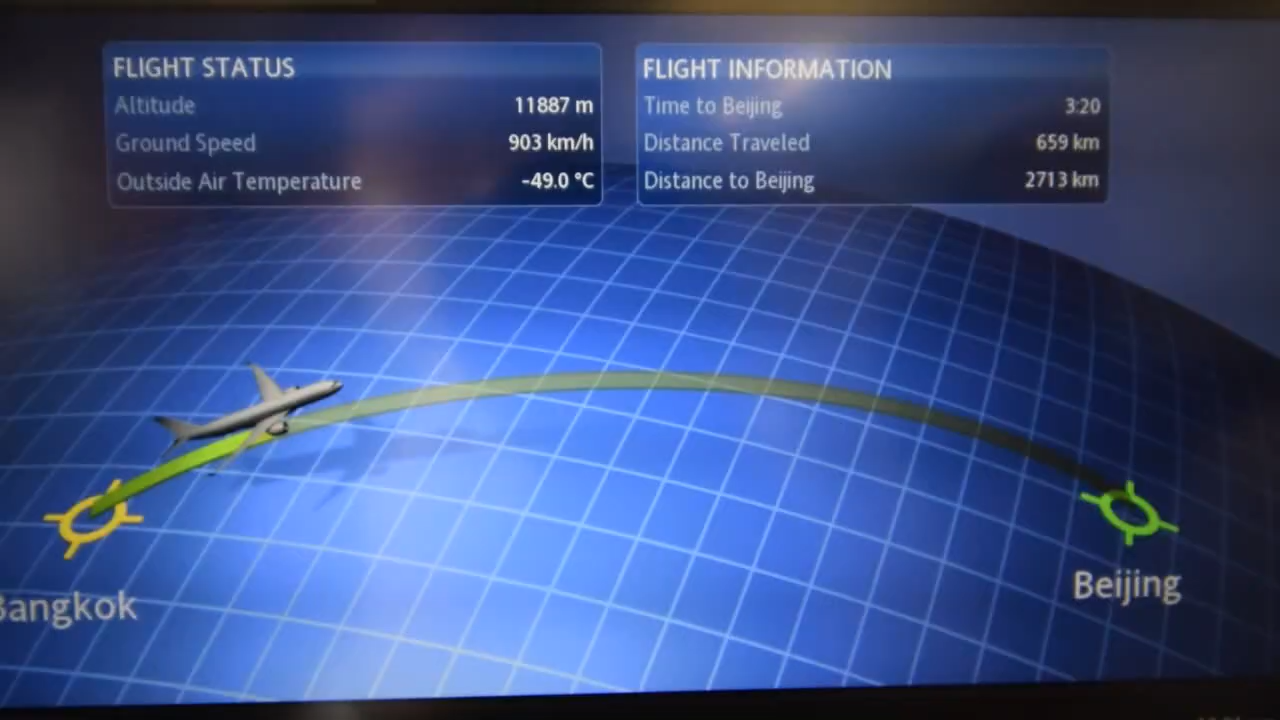 FLIGHT STATUS
Altitude 11887 m
Ground Speed 903 km/h
Outside Air Temperature -49.0 °C
FLIGHT INFORMATION
Time to Beijing 3:20
Distance Traveled 659 km
Distance to Beijing 2713 km
Bangkok
Beijing